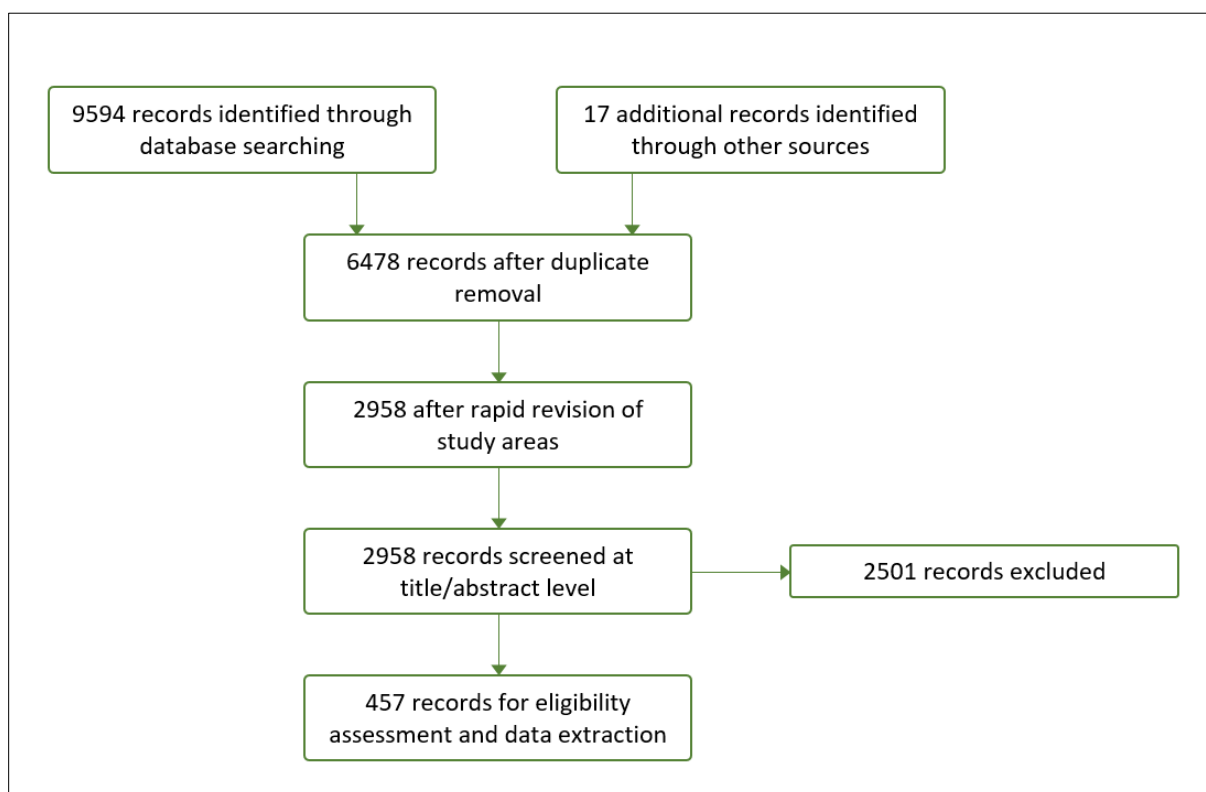 9594 records identified through
database searching
17 additional records identified
through other sources
6478 records after duplicate
removal
2958 after rapid revision of
study areas
2958 records screened at
title/abstract level
2501 records excluded
457 records for eligibility
assessment and data extraction